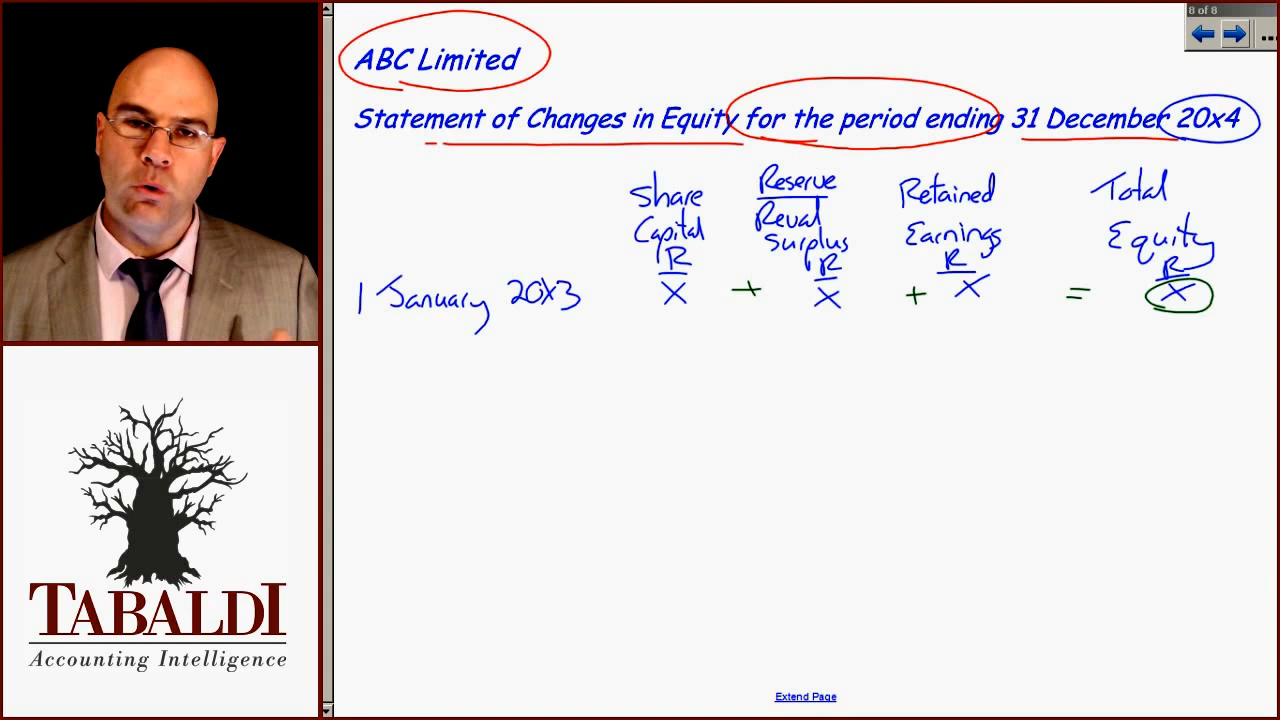 8 of 8
ABC Limited
Statement of Changes in Equity for the period ending 31 December 20x4
Share Capital R
Reserve Reval Surplus R
Retained Earnings R
Total Equity R
1 January 20x3 X + X + X = X
TABALDI
Accounting Intelligence
Extend Page